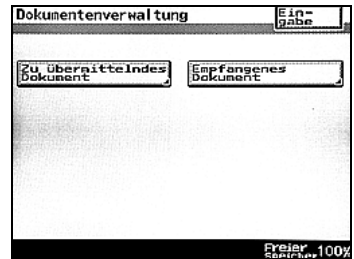 Dokumentenverwaltung
Ein-
gabe
Zu übermittelndes
Dokument
Empfangenes
Dokument
Freier
Speicher 100%